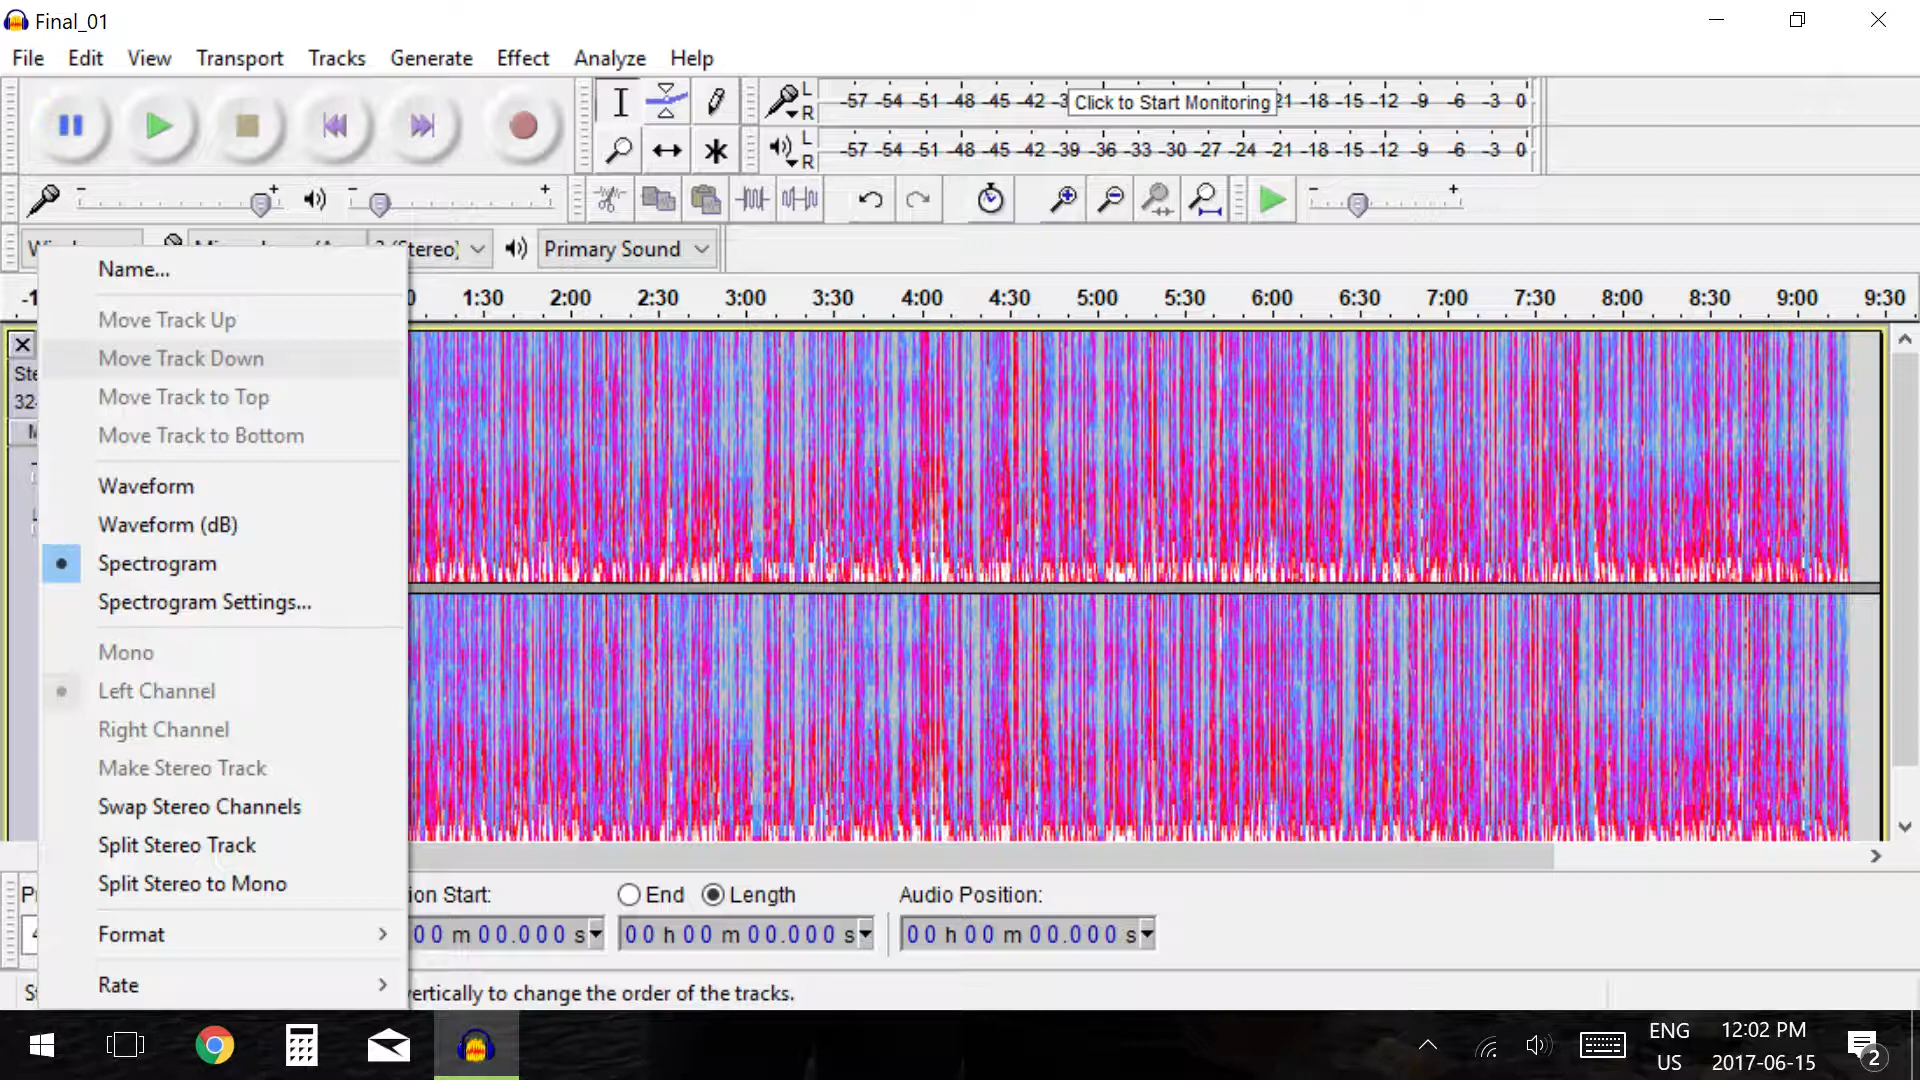 Final_01
File Edit View Transport Tracks Generate Effect Analyze Help
L
R
-57 -54 -51 -48 -45 -42 Click to Start Monitoring 21 -18 -15 -12 -9 -6 -3 0
L
R
-57 -54 -51 -48 -45 -42 -39 -36 -33 -30 -27 -24 -21 -18 -15 -12 -9 -6 -3 0
Primary Sound
1:30 2:00 2:30 3:00 3:30 4:00 4:30 5:00 5:30 6:00 6:30 7:00 7:30 8:00 8:30 9:00 9:30
Name...
Move Track Up
Move Track Down
Move Track to Top
Move Track to Bottom
Waveform
Waveform (dB)
Spectrogram
Spectrogram Settings...
Mono
Left Channel
Right Channel
Make Stereo Track
Swap Stereo Channels
Split Stereo Track
Split Stereo to Mono
Format
Rate
Start: End Length Audio Position:
00 m 00.000 s 00 h 00 m 00.000 s 00 h 00 m 00.000 s
vertically to change the order of the tracks.
ENG
US
12:02 PM
2017-06-15
2